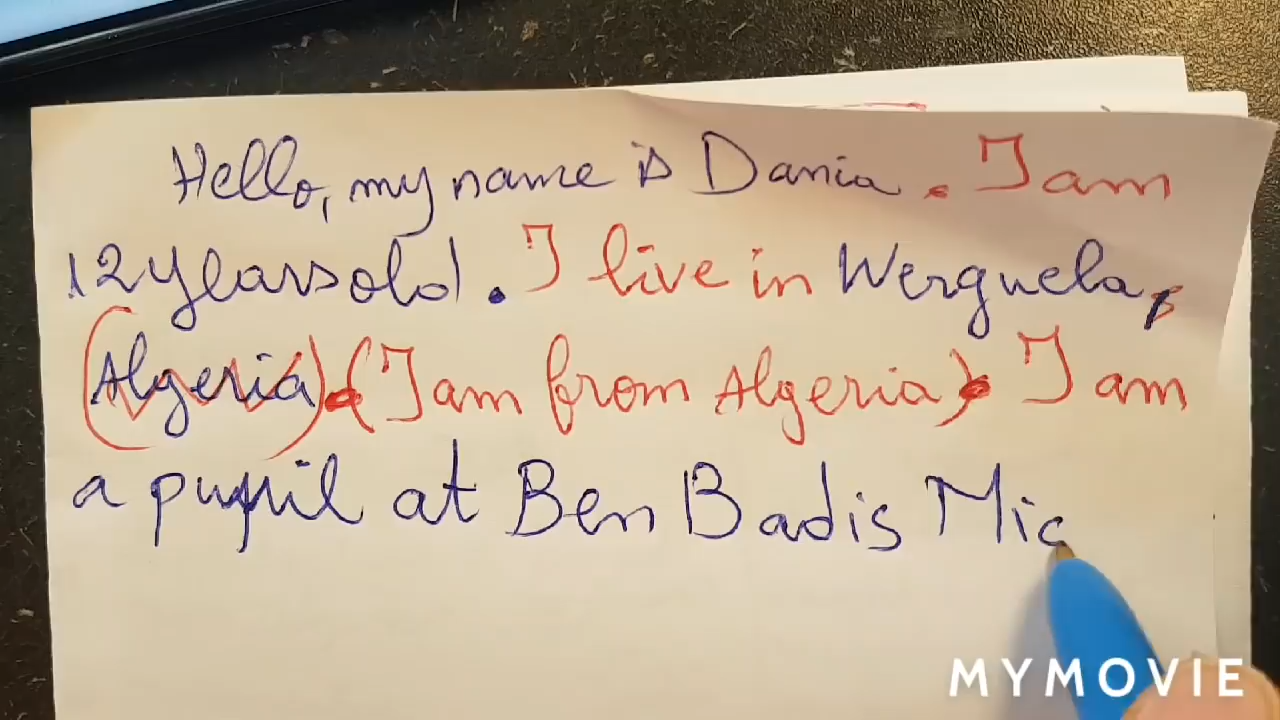 Hello, my name is Dania. I am
12 years old. I live in Werguela,
(Algeria). (I am from Algeria). I am
a pupil at Ben Badis Mic
MYMOVIE